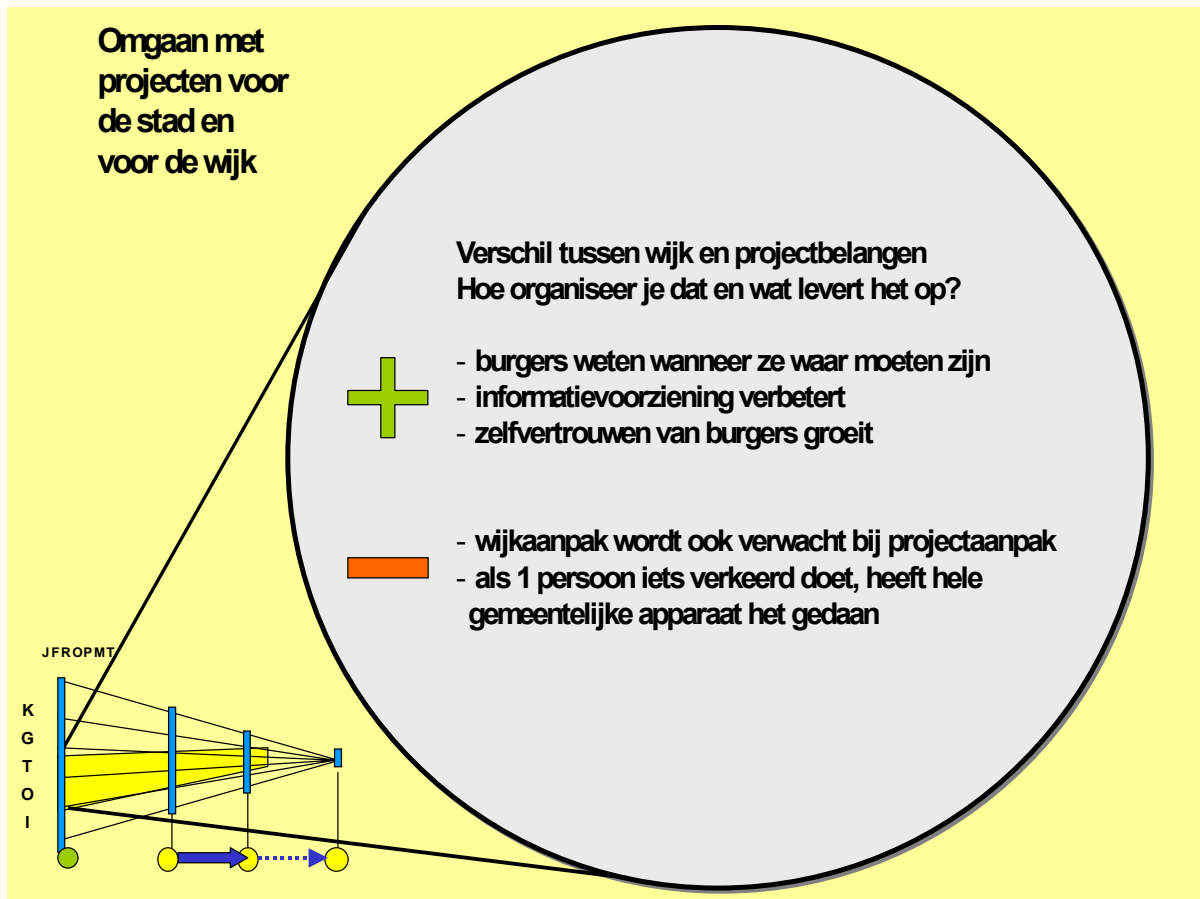 Omgaan met
projecten voor
de stad en
voor de wijk
Verschil tussen wijk en projectbelangen
Hoe organiseer je dat en wat levert het op?
- burgers weten wanneer ze waar moeten zijn
- informatievoorziening verbetert
- zelfvertrouwen van burgers groeit
- wijkaanpak wordt ook verwacht bij projectaanpak
- als 1 persoon iets verkeerd doet, heeft hele
gemeentelijke apparaat het gedaan
JFROPMT
K
G
T
O
I